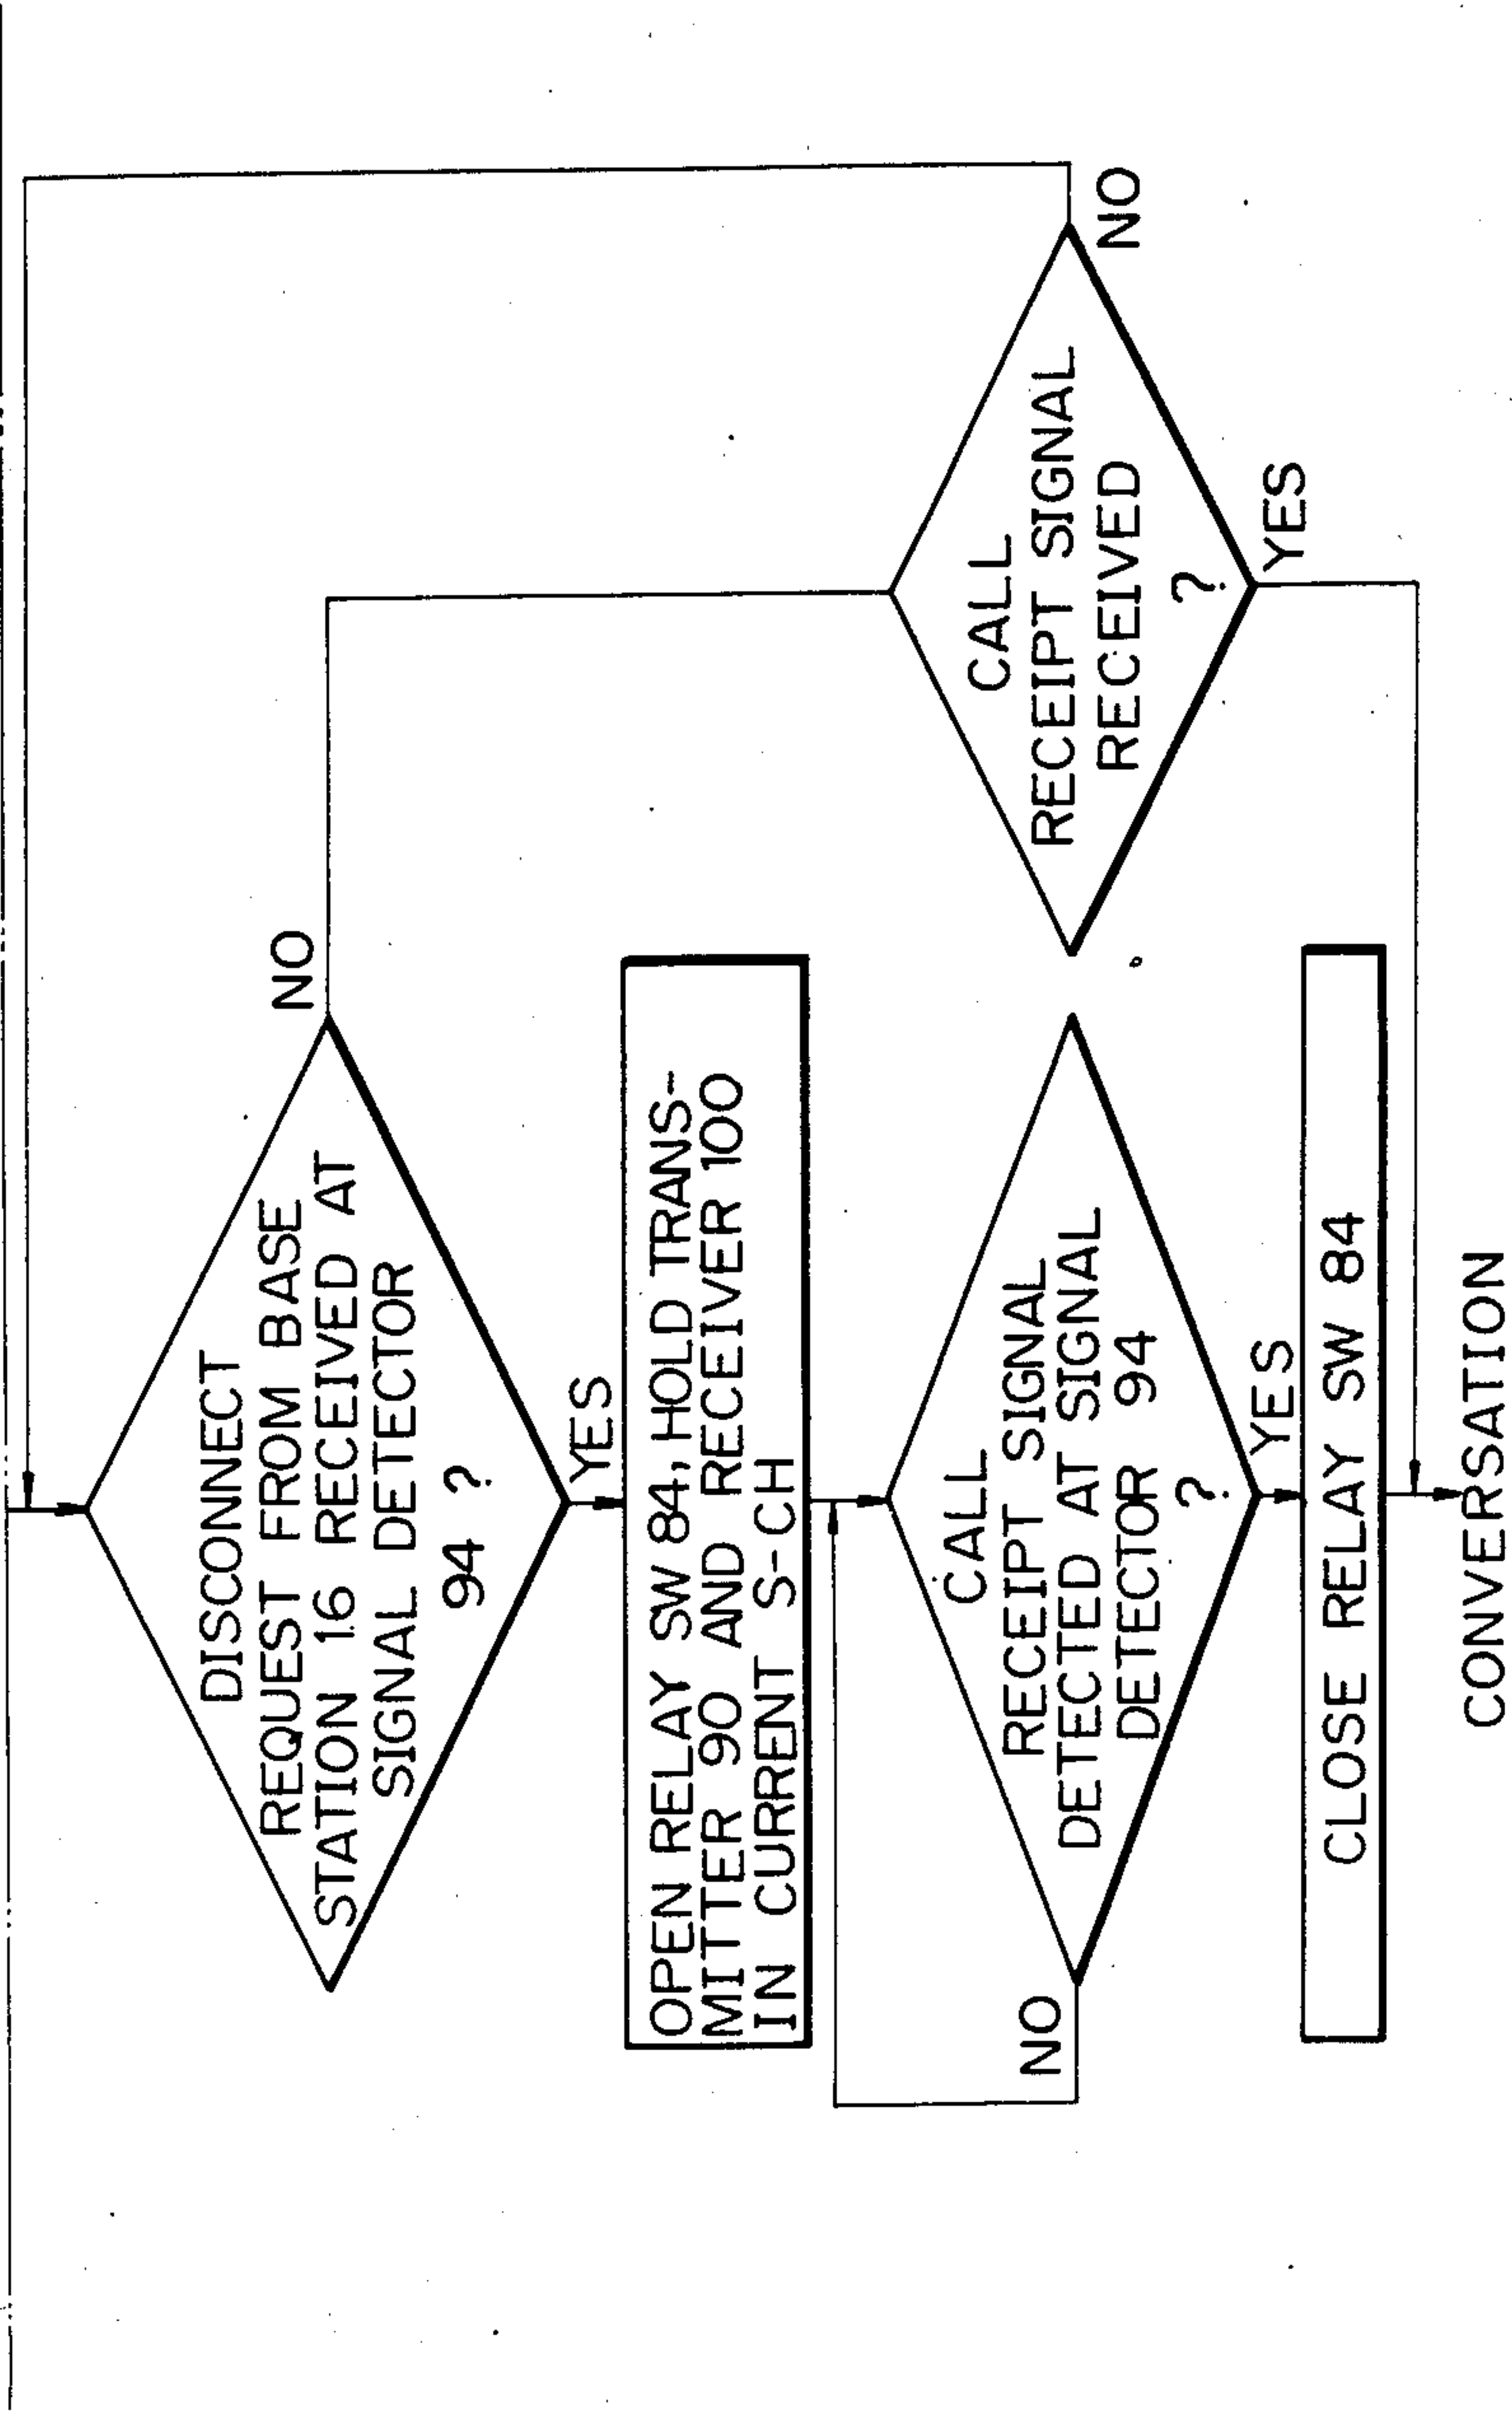 DISCONNECT
REQUEST FROM BASE
STATION 16 RECEIVED AT
SIGNAL DETECTOR
94 ?
NO
YES
OPEN RELAY SW 84, HOLD TRANS-
MITTER 90 AND RECEIVER 100
IN CURRENT S-CH
CALL
RECEIPT SIGNAL
DETECTED AT SIGNAL
DETECTOR 94
?
NO
YES
CALL
RECEIPT SIGNAL
RECEIVED
?
NO
YES
CLOSE RELAY SW 84
CONVERSATION